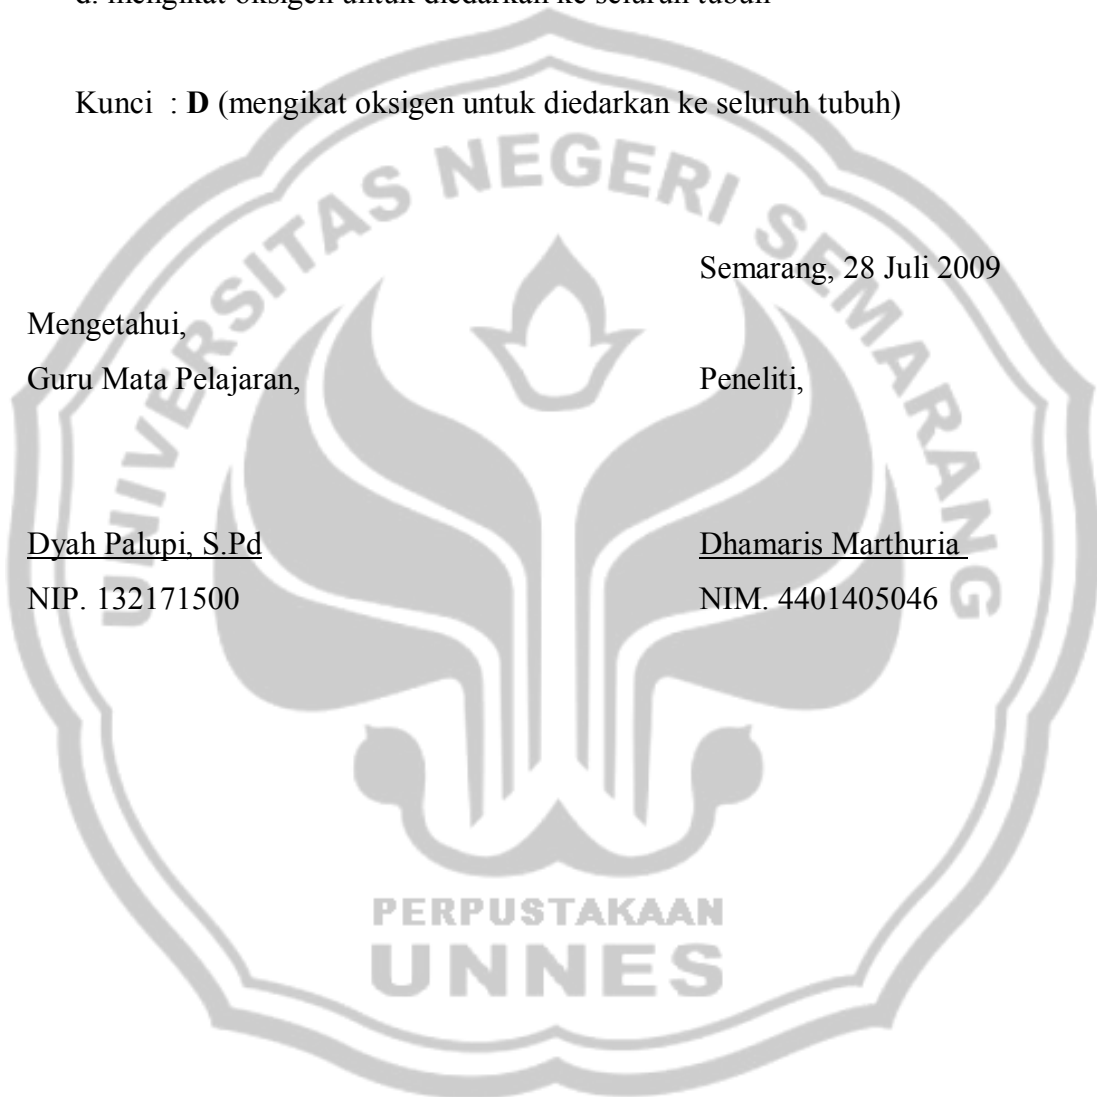 d. mengikat oksigen untuk diedarkan ke seluruh tubuh
Kunci : D (mengikat oksigen untuk diedarkan ke seluruh tubuh)
UNIVERSITAS NEGERI SEMARANG
Semarang, 28 Juli 2009
Mengetahui,
Guru Mata Pelajaran, Peneliti,
Dyah Palupi, S.Pd Dhamaris Marthuria
NIP. 132171500 NIM. 4401405046
PERPUSTAKAAN
UNNES